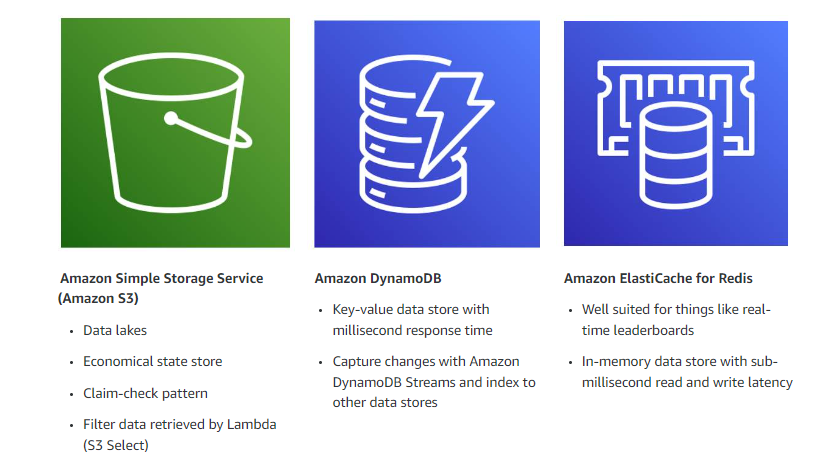 Amazon Simple Storage Service
(Amazon S3)
• Data lakes
• Economical state store
• Claim-check pattern
• Filter data retrieved by Lambda
(S3 Select)
Amazon DynamoDB
• Key-value data store with
millisecond response time
• Capture changes with Amazon
DynamoDB Streams and index to
other data stores
Amazon ElastiCache for Redis
• Well suited for things like real-
time leaderboards
• In-memory data store with sub-
millisecond read and write latency